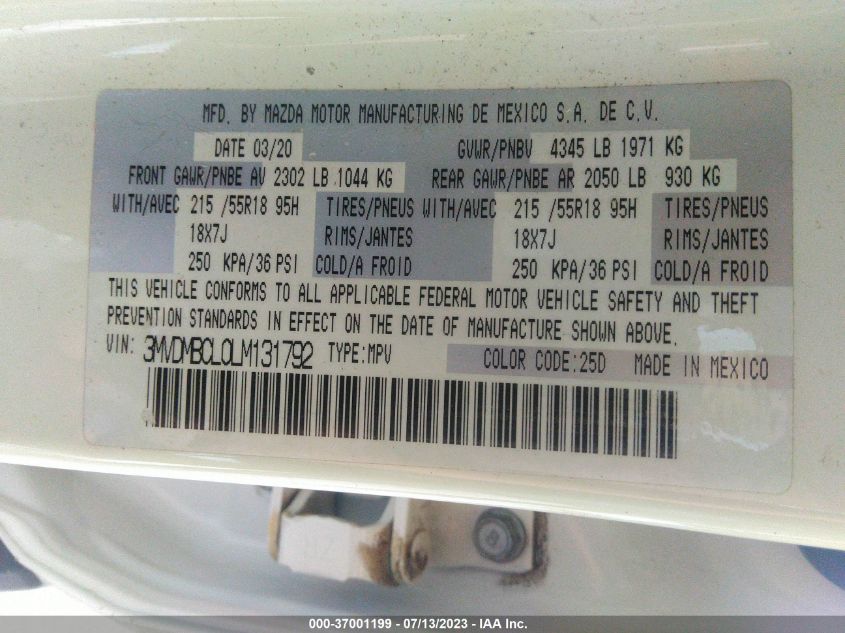 MFD. BY MAZDA MOTOR MANUFACTURING DE MEXICO S.A. DE C.V.
DATE 03/20 GVWR/PNBV 4345 LB 1971 KG
FRONT GAWR/PNBE AV 2302 LB 1044 KG REAR GAWR/PNBE AR 2050 LB 930 KG
WITH/AVEC 215 /55R18 95H TIRES/PNEUS WITH/AVEC 215 /55R18 95H TIRES/PNEUS
18X7J RIMS/JANTES 18X7J RIMS/JANTES
250 KPA/36 PSI COLD/A FROID 250 KPA/36 PSI COLD/A FROID
THIS VEHICLE CONFORMS TO ALL APPLICABLE FEDERAL MOTOR VEHICLE SAFETY AND THEFT
PREVENTION STANDARDS IN EFFECT ON THE DATE OF MANUFACTURE SHOWN ABOVE.
VIN: 3MVDMBCL0LM131792 TYPE:MPV COLOR CODE:25D MADE IN MEXICO
000-37001199 - 07/13/2023 - IAA Inc.